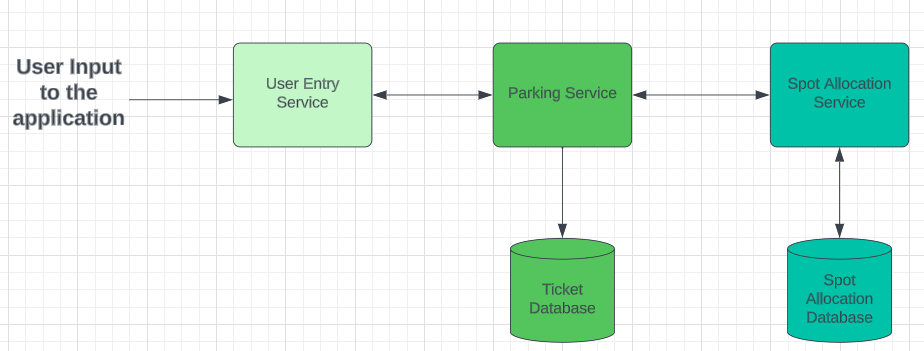 User Input
to the
application
User Entry
Service
Parking Service
Spot Allocation
Service
Ticket
Database
Spot
Allocation
Database